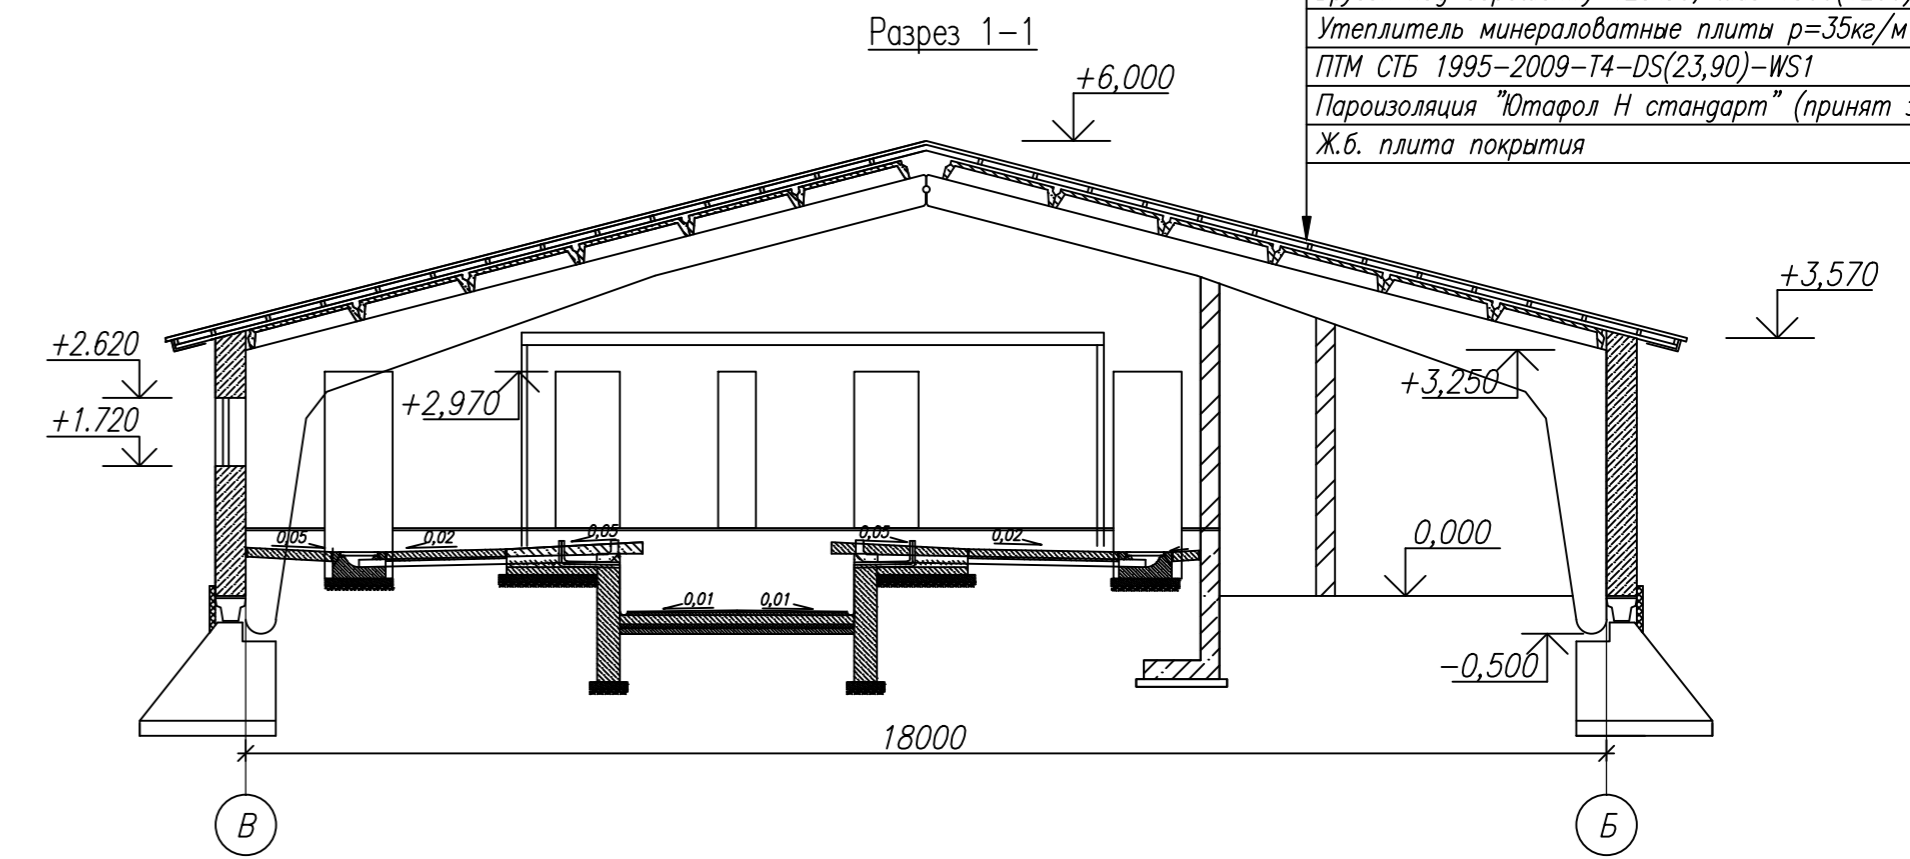 Разрез 1-1
Утеплитель минераловатные плиты p=35кг/м
ПТМ СТБ 1995-2009-Т4-DS(23,90)-WS1
Пароизоляция "Ютафол Н стандарт" (принят
Ж.б. плита покрытия
+6,000
+3,570
+2.620
+1.720
+2,970
+3,250
0,05
0,02
0,05
0,05
0,02
0,000
0,01
0,01
-0,500
18000
В
Б